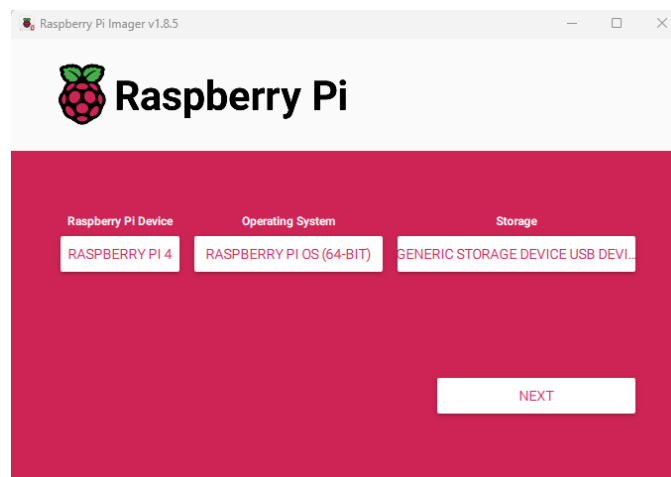 Raspberry Pi Imager v1.8.5
Raspberry Pi
Raspberry Pi Device
Operating System
Storage
RASPBERRY PI 4
RASPBERRY PI OS (64-BIT)
GENERIC STORAGE DEVICE USB DEVI...
NEXT